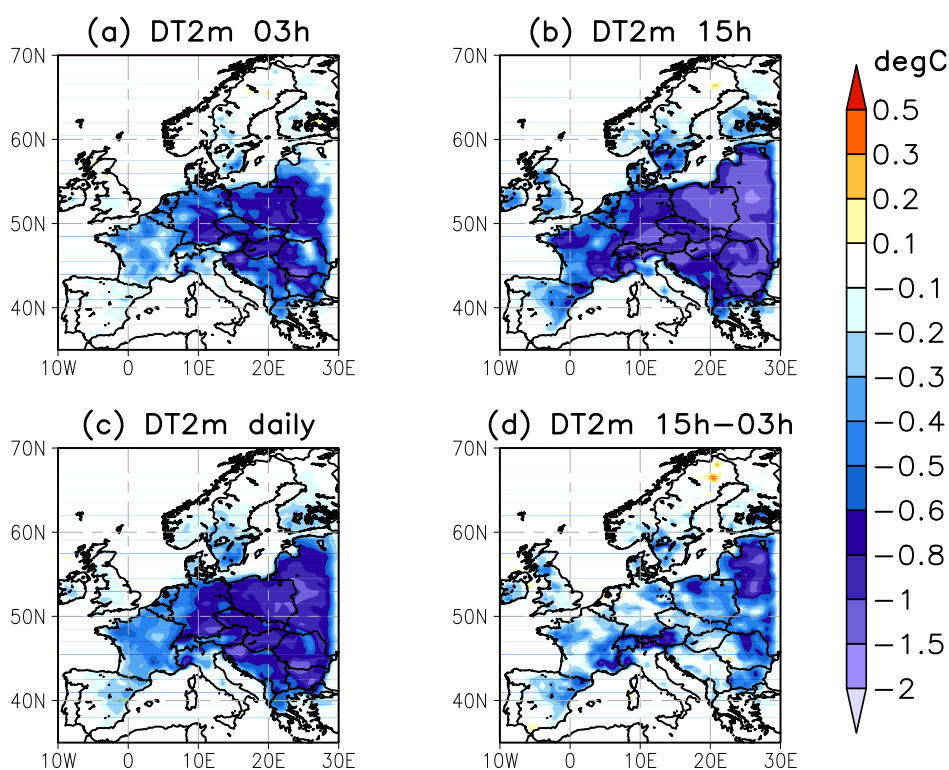 (a) DT2m 03h
70N
60N
50N
40N
10W 0 10E 20E 30E
(b) DT2m 15h
70N
60N
50N
40N
10W 0 10E 20E 30E
degC
0.5
0.3
0.2
0.1
−0.1
−0.2
−0.3
−0.4
−0.5
−0.6
−0.8
−1
−1.5
−2
(c) DT2m daily
70N
60N
50N
40N
10W 0 10E 20E 30E
(d) DT2m 15h−03h
70N
60N
50N
40N
10W 0 10E 20E 30E